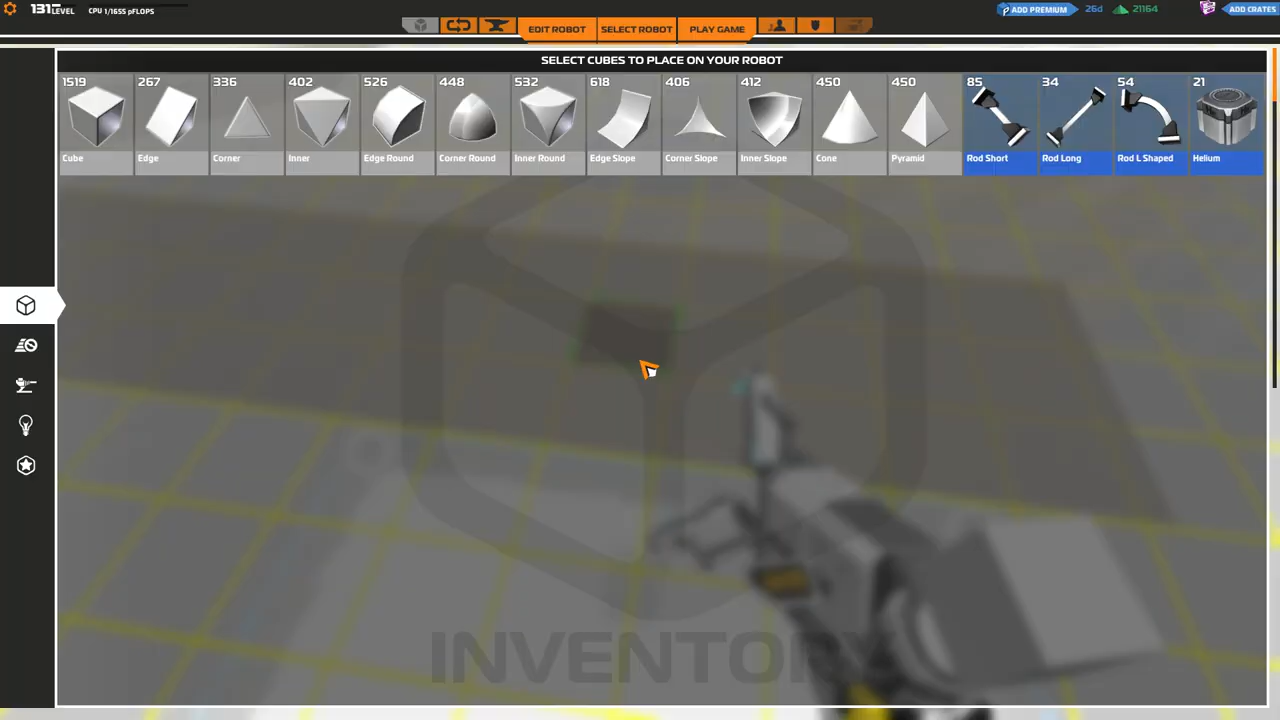 131 LEVEL CPU 1/1655 pFLOPS
EDIT ROBOT SELECT ROBOT PLAY GAME
ADD PREMIUM 26d 21164 ADD CRATES
SELECT CUBES TO PLACE ON YOUR ROBOT
1519 267 336 402 526 448 532 618 406 412 450 450 85 34 54 21
Cube Edge Corner Inner Edge Round Corner Round Inner Round Edge Slope Corner Slope Inner Slope Cone Pyramid Rod Short Rod Long Rod L Shaped Helium
INVENTORY